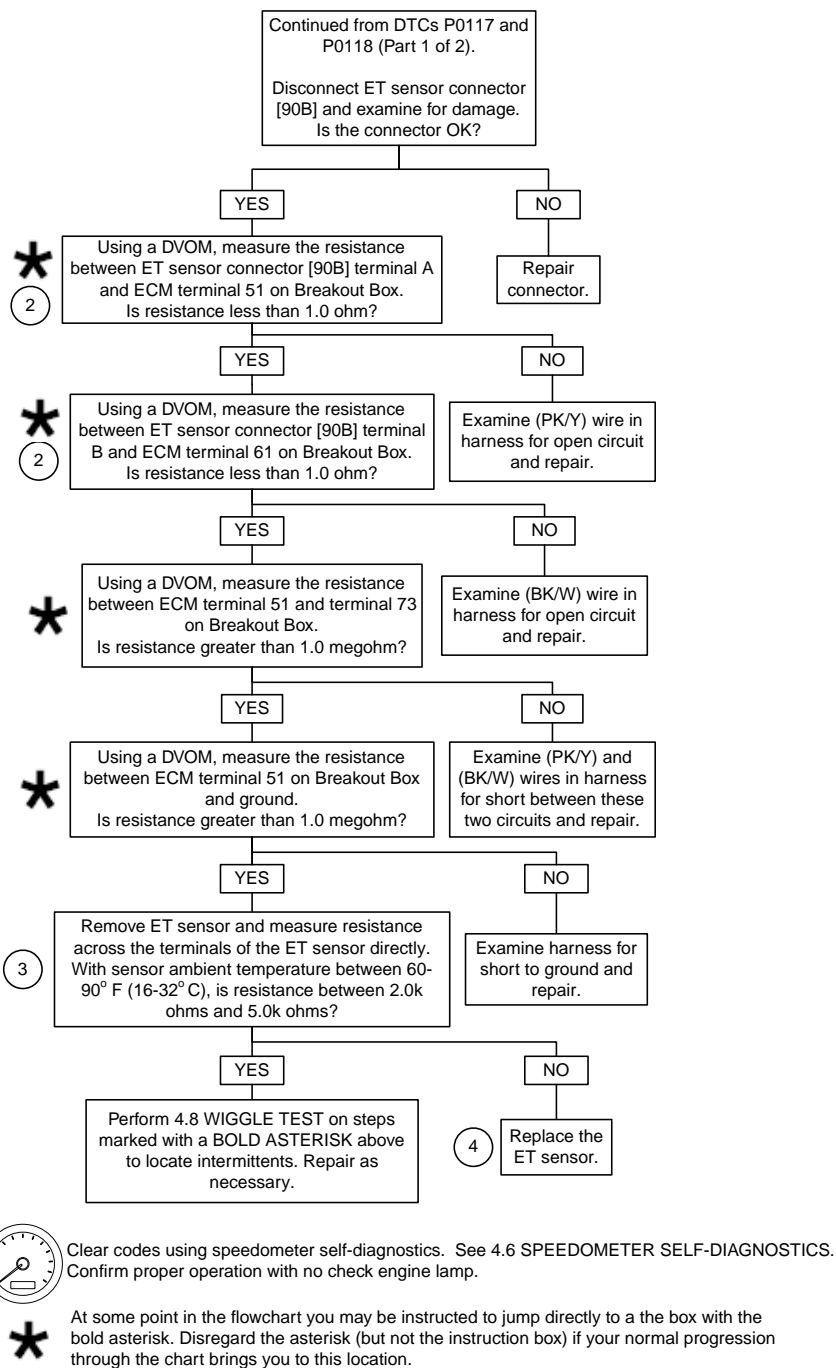 Continued from DTCs P0117 and
P0118 (Part 1 of 2).
Disconnect ET sensor connector
[90B] and examine for damage.
Is the connector OK?
YES
NO
Using a DVOM, measure the resistance
between ET sensor connector [90B] terminal A
and ECM terminal 51 on Breakout Box.
Is resistance less than 1.0 ohm?
2
Repair
connector.
YES
NO
Using a DVOM, measure the resistance
between ET sensor connector [90B] terminal
B and ECM terminal 61 on Breakout Box.
Is resistance less than 1.0 ohm?
2
Examine (PK/Y) wire in
harness for open circuit
and repair.
YES
NO
Using a DVOM, measure the resistance
between ECM terminal 51 and terminal 73
on Breakout Box.
Is resistance greater than 1.0 megohm?
Examine (BK/W) wire in
harness for open circuit
and repair.
YES
NO
Using a DVOM, measure the resistance
between ECM terminal 51 on Breakout Box
and ground.
Is resistance greater than 1.0 megohm?
Examine (PK/Y) and
(BK/W) wires in harness
for short between these
two circuits and repair.
YES
NO
3
Remove ET sensor and measure resistance
across the terminals of the ET sensor directly.
With sensor ambient temperature between 60-
90° F (16-32° C), is resistance between 2.0k
ohms and 5.0k ohms?
Examine harness for
short to ground and
repair.
YES
NO
Perform 4.8 WIGGLE TEST on steps
marked with a BOLD ASTERISK above
to locate intermittents. Repair as
necessary.
4
Replace the
ET sensor.
Clear codes using speedometer self-diagnostics. See 4.6 SPEEDOMETER SELF-DIAGNOSTICS.
Confirm proper operation with no check engine lamp.
At some point in the flowchart you may be instructed to jump directly to a the box with the
bold asterisk. Disregard the asterisk (but not the instruction box) if your normal progression
through the chart brings you to this location.